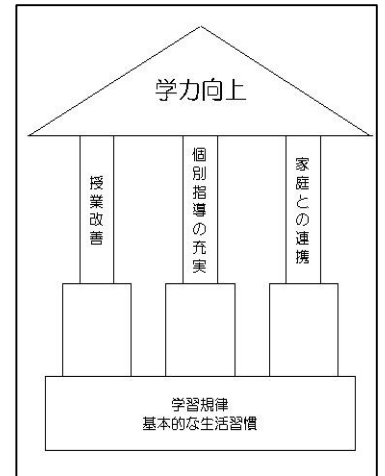 学力向上
授業改善
個別指導の充実
家庭との連携
学習規律
基本的な生活習慣